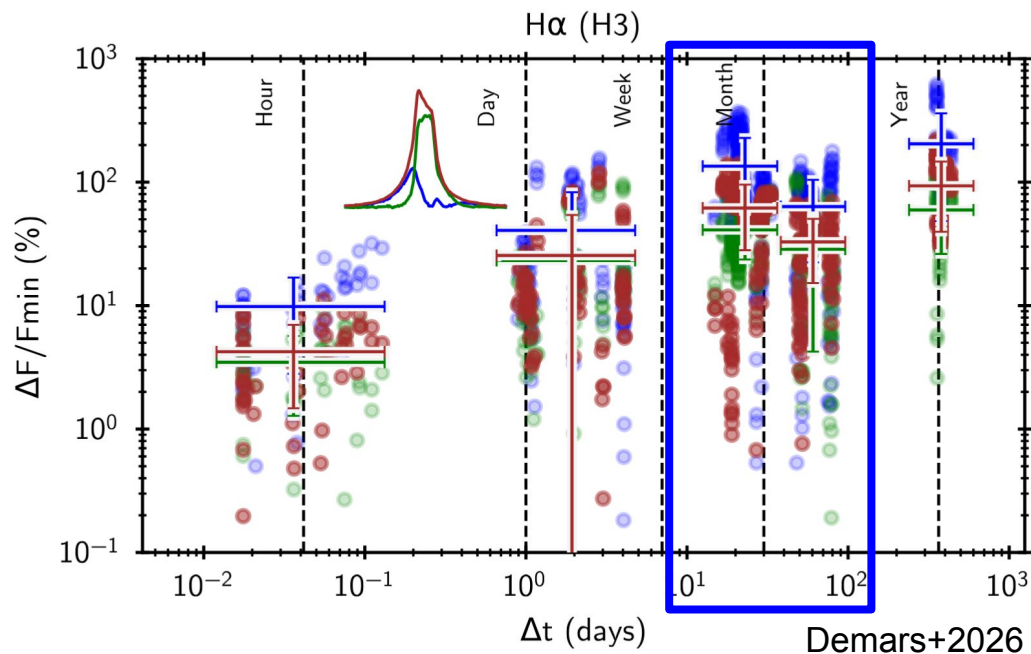 Hα (H3)
Hour
Day
Week
Month
Year
ΔF/Fmin (%)
10³
10²
10¹
10⁰
10⁻¹
10⁻²
10⁻¹
10⁰
10¹
10²
10³
Δt (days)
Demars+2026